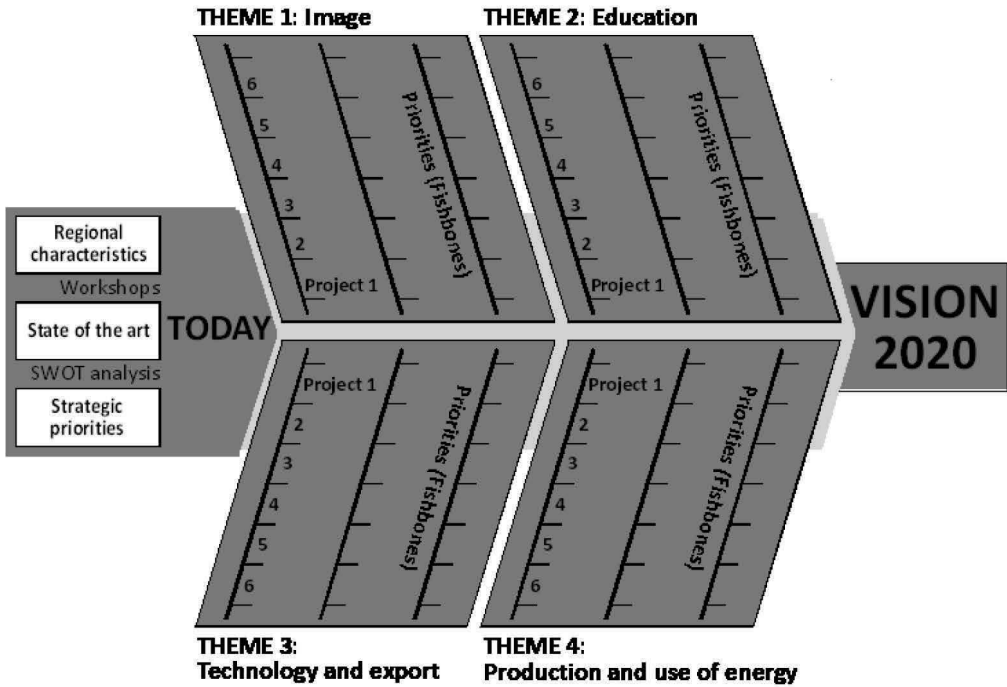 THEME 1: Image
THEME 2: Education
6
5
4
3
2
Project 1
Priorities (Fishbones)
6
5
4
3
2
Project 1
Priorities (Fishbones)
Regional
characteristics
Workshops
State of the art
SWOT analysis
Strategic
priorities
TODAY
VISION
2020
Project 1
2
3
4
5
6
Priorities (Fishbones)
Project 1
2
3
4
5
6
Priorities (Fishbones)
THEME 3:
Technology and export
THEME 4:
Production and use of energy